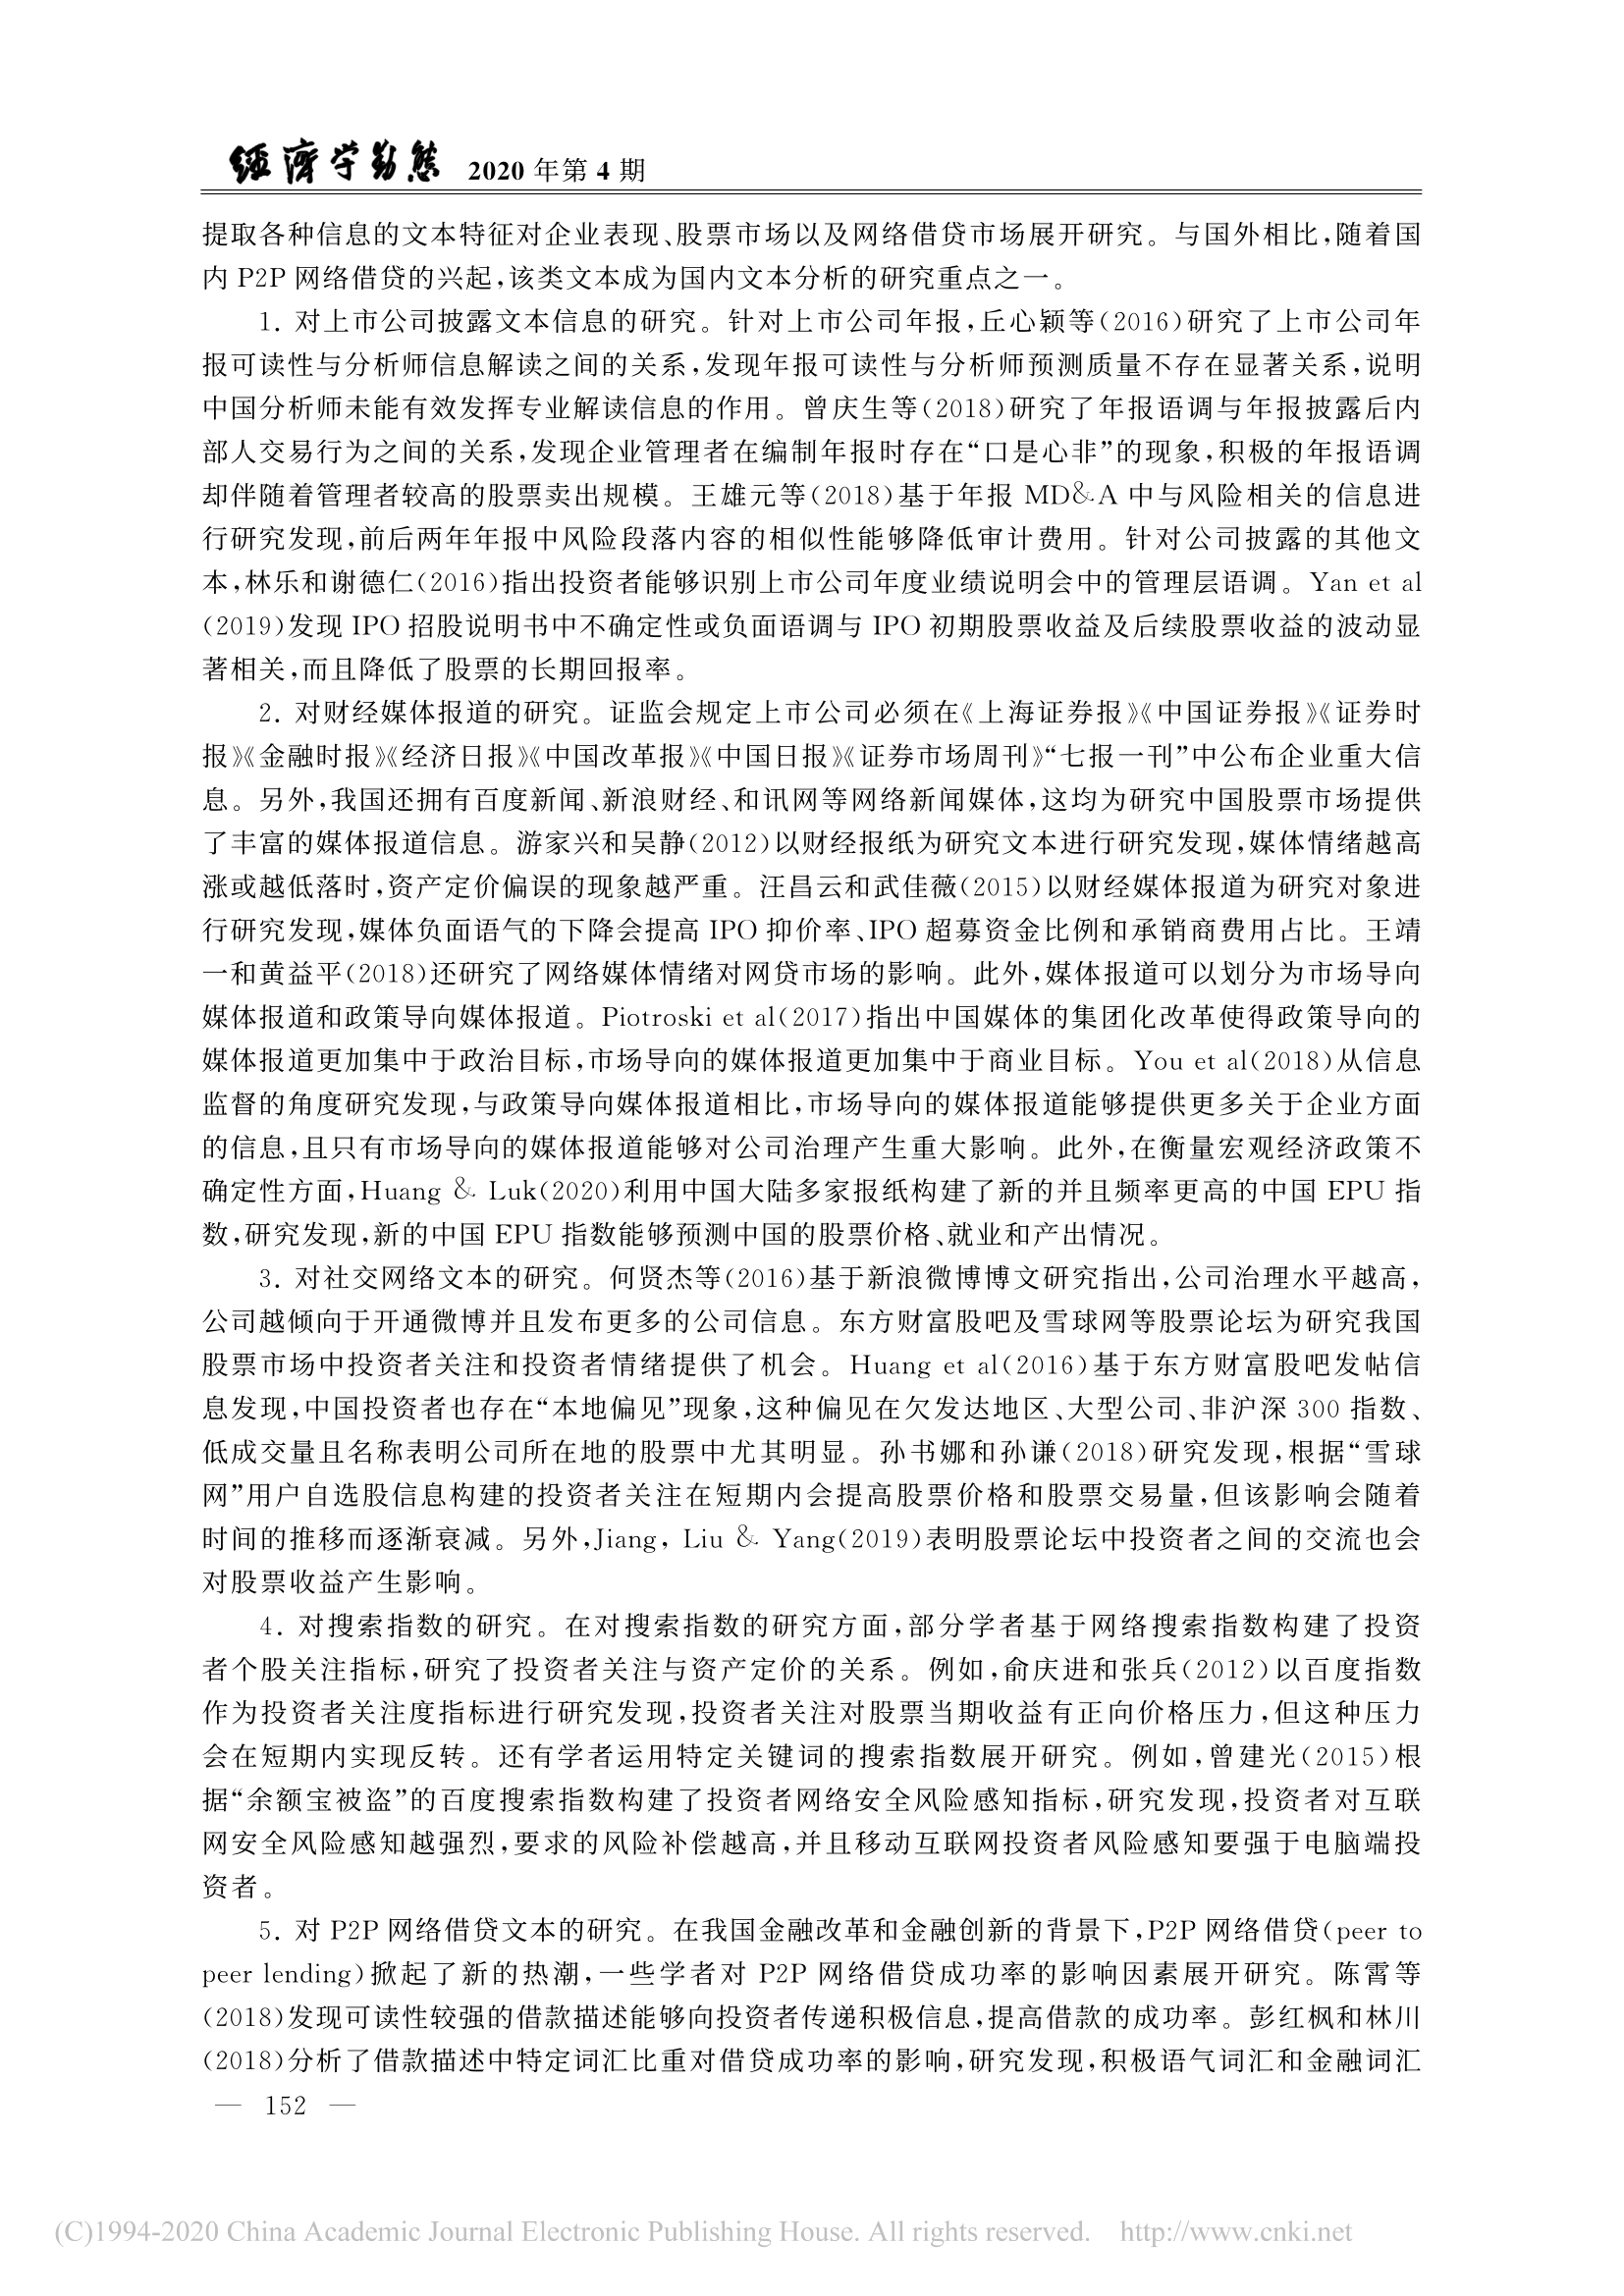 经济学动态 2020 年第 4 期
提取各种信息的文本特征对企业表现、股票市场以及网络借贷市场展开研究。与国外相比,随着国
内 P2P 网络借贷的兴起,该类文本成为国内文本分析的研究重点之一。
1. 对上市公司披露文本信息的研究。针对上市公司年报,丘心颖等(2016)研究了上市公司年
报可读性与分析师信息解读之间的关系,发现年报可读性与分析师预测质量不存在显著关系,说明
中国分析师未能有效发挥专业解读信息的作用。曾庆生等(2018)研究了年报语调与年报披露后内
部人交易行为之间的关系,发现企业管理者在编制年报时存在“口是心非”的现象,积极的年报语调
却伴随着管理者较高的股票卖出规模。王雄元等(2018)基于年报 MD&A 中与风险相关的信息进
行研究发现,前后两年年报中风险段落内容的相似性能够降低审计费用。针对公司披露的其他文
本,林乐和谢德仁(2016)指出投资者能够识别上市公司年度业绩说明会中的管理层语调。Yan et al
(2019)发现 IPO 招股说明书中不确定性或负面语调与 IPO 初期股票收益及后续股票收益的波动显
著相关,而且降低了股票的长期回报率。
2. 对财经媒体报道的研究。证监会规定上市公司必须在《上海证券报》《中国证券报》《证券时
报》《金融时报》《经济日报》《中国改革报》《中国日报》《证券市场周刊》“七报一刊”中公布企业重大信
息。另外,我国还拥有百度新闻、新浪财经、和讯网等网络新闻媒体,这均为研究中国股票市场提供
了丰富的媒体报道信息。游家兴和吴静(2012)以财经报纸为研究文本进行研究发现,媒体情绪越高
涨或越低落时,资产定价偏误的现象越严重。汪昌云和武佳薇(2015)以财经媒体报道为研究对象进
行研究发现,媒体负面语气的下降会提高 IPO 抑价率、IPO 超募资金比例和承销商费用占比。王靖
一和黄益平(2018)还研究了网络媒体情绪对网贷市场的影响。此外,媒体报道可以划分为市场导向
媒体报道和政策导向媒体报道。Piotroski et al(2017)指出中国媒体的集团化改革使得政策导向的
媒体报道更加集中于政治目标,市场导向的媒体报道更加集中于商业目标。You et al(2018)从信息
监督的角度研究发现,与政策导向媒体报道相比,市场导向的媒体报道能够提供更多关于企业方面
的信息,且只有市场导向的媒体报道能够对公司治理产生重大影响。此外,在衡量宏观经济政策不
确定性方面,Huang & Luk(2020)利用中国大陆多家报纸构建了新的并且频率更高的中国 EPU 指
数,研究发现,新的中国 EPU 指数能够预测中国的股票价格、就业和产出情况。
3. 对社交网络文本的研究。何贤杰等(2016)基于新浪微博博文研究指出,公司治理水平越高,
公司越倾向于开通微博并且发布更多的公司信息。东方财富股吧及雪球网等股票论坛为研究我国
股票市场中投资者关注和投资者情绪提供了机会。Huang et al(2016)基于东方财富股吧发帖信
息发现,中国投资者也存在“本地偏见”现象,这种偏见在欠发达地区、大型公司、非沪深 300 指数、
低成交量且名称表明公司所在地的股票中尤其明显。孙书娜和孙谦(2018)研究发现,根据“雪球
网”用户自选股信息构建的投资者关注在短期内会提高股票价格和股票交易量,但该影响会随着
时间的推移而逐渐衰减。另外,Jiang, Liu & Yang(2019)表明股票论坛中投资者之间的交流也会
对股票收益产生影响。
4. 对搜索指数的研究。在对搜索指数的研究方面,部分学者基于网络搜索指数构建了投资
者个股关注指标,研究了投资者关注与资产定价的关系。例如,俞庆进和张兵(2012)以百度指数
作为投资者关注度指标进行研究发现,投资者关注对股票当期收益有正向价格压力,但这种压力
会在短期内实现反转。还有学者运用特定关键词的搜索指数展开研究。例如,曾建光(2015)根
据“余额宝被盗”的百度搜索指数构建了投资者网络安全风险感知指标,研究发现,投资者对互联
网安全风险感知越强烈,要求的风险补偿越高,并且移动互联网投资者风险感知要强于电脑端投
资者。
5. 对 P2P 网络借贷文本的研究。在我国金融改革和金融创新的背景下,P2P 网络借贷(peer to
peer lending)掀起了新的热潮,一些学者对 P2P 网络借贷成功率的影响因素展开研究。陈霄等
(2018)发现可读性较强的借款描述能够向投资者传递积极信息,提高借款的成功率。彭红枫和林川
(2018)分析了借款描述中特定词汇比重对借贷成功率的影响,研究发现,积极语气词汇和金融词汇
— 152 —
(C)1994-2020 China Academic Journal Electronic Publishing House. All rights reserved. http://www.cnki.net